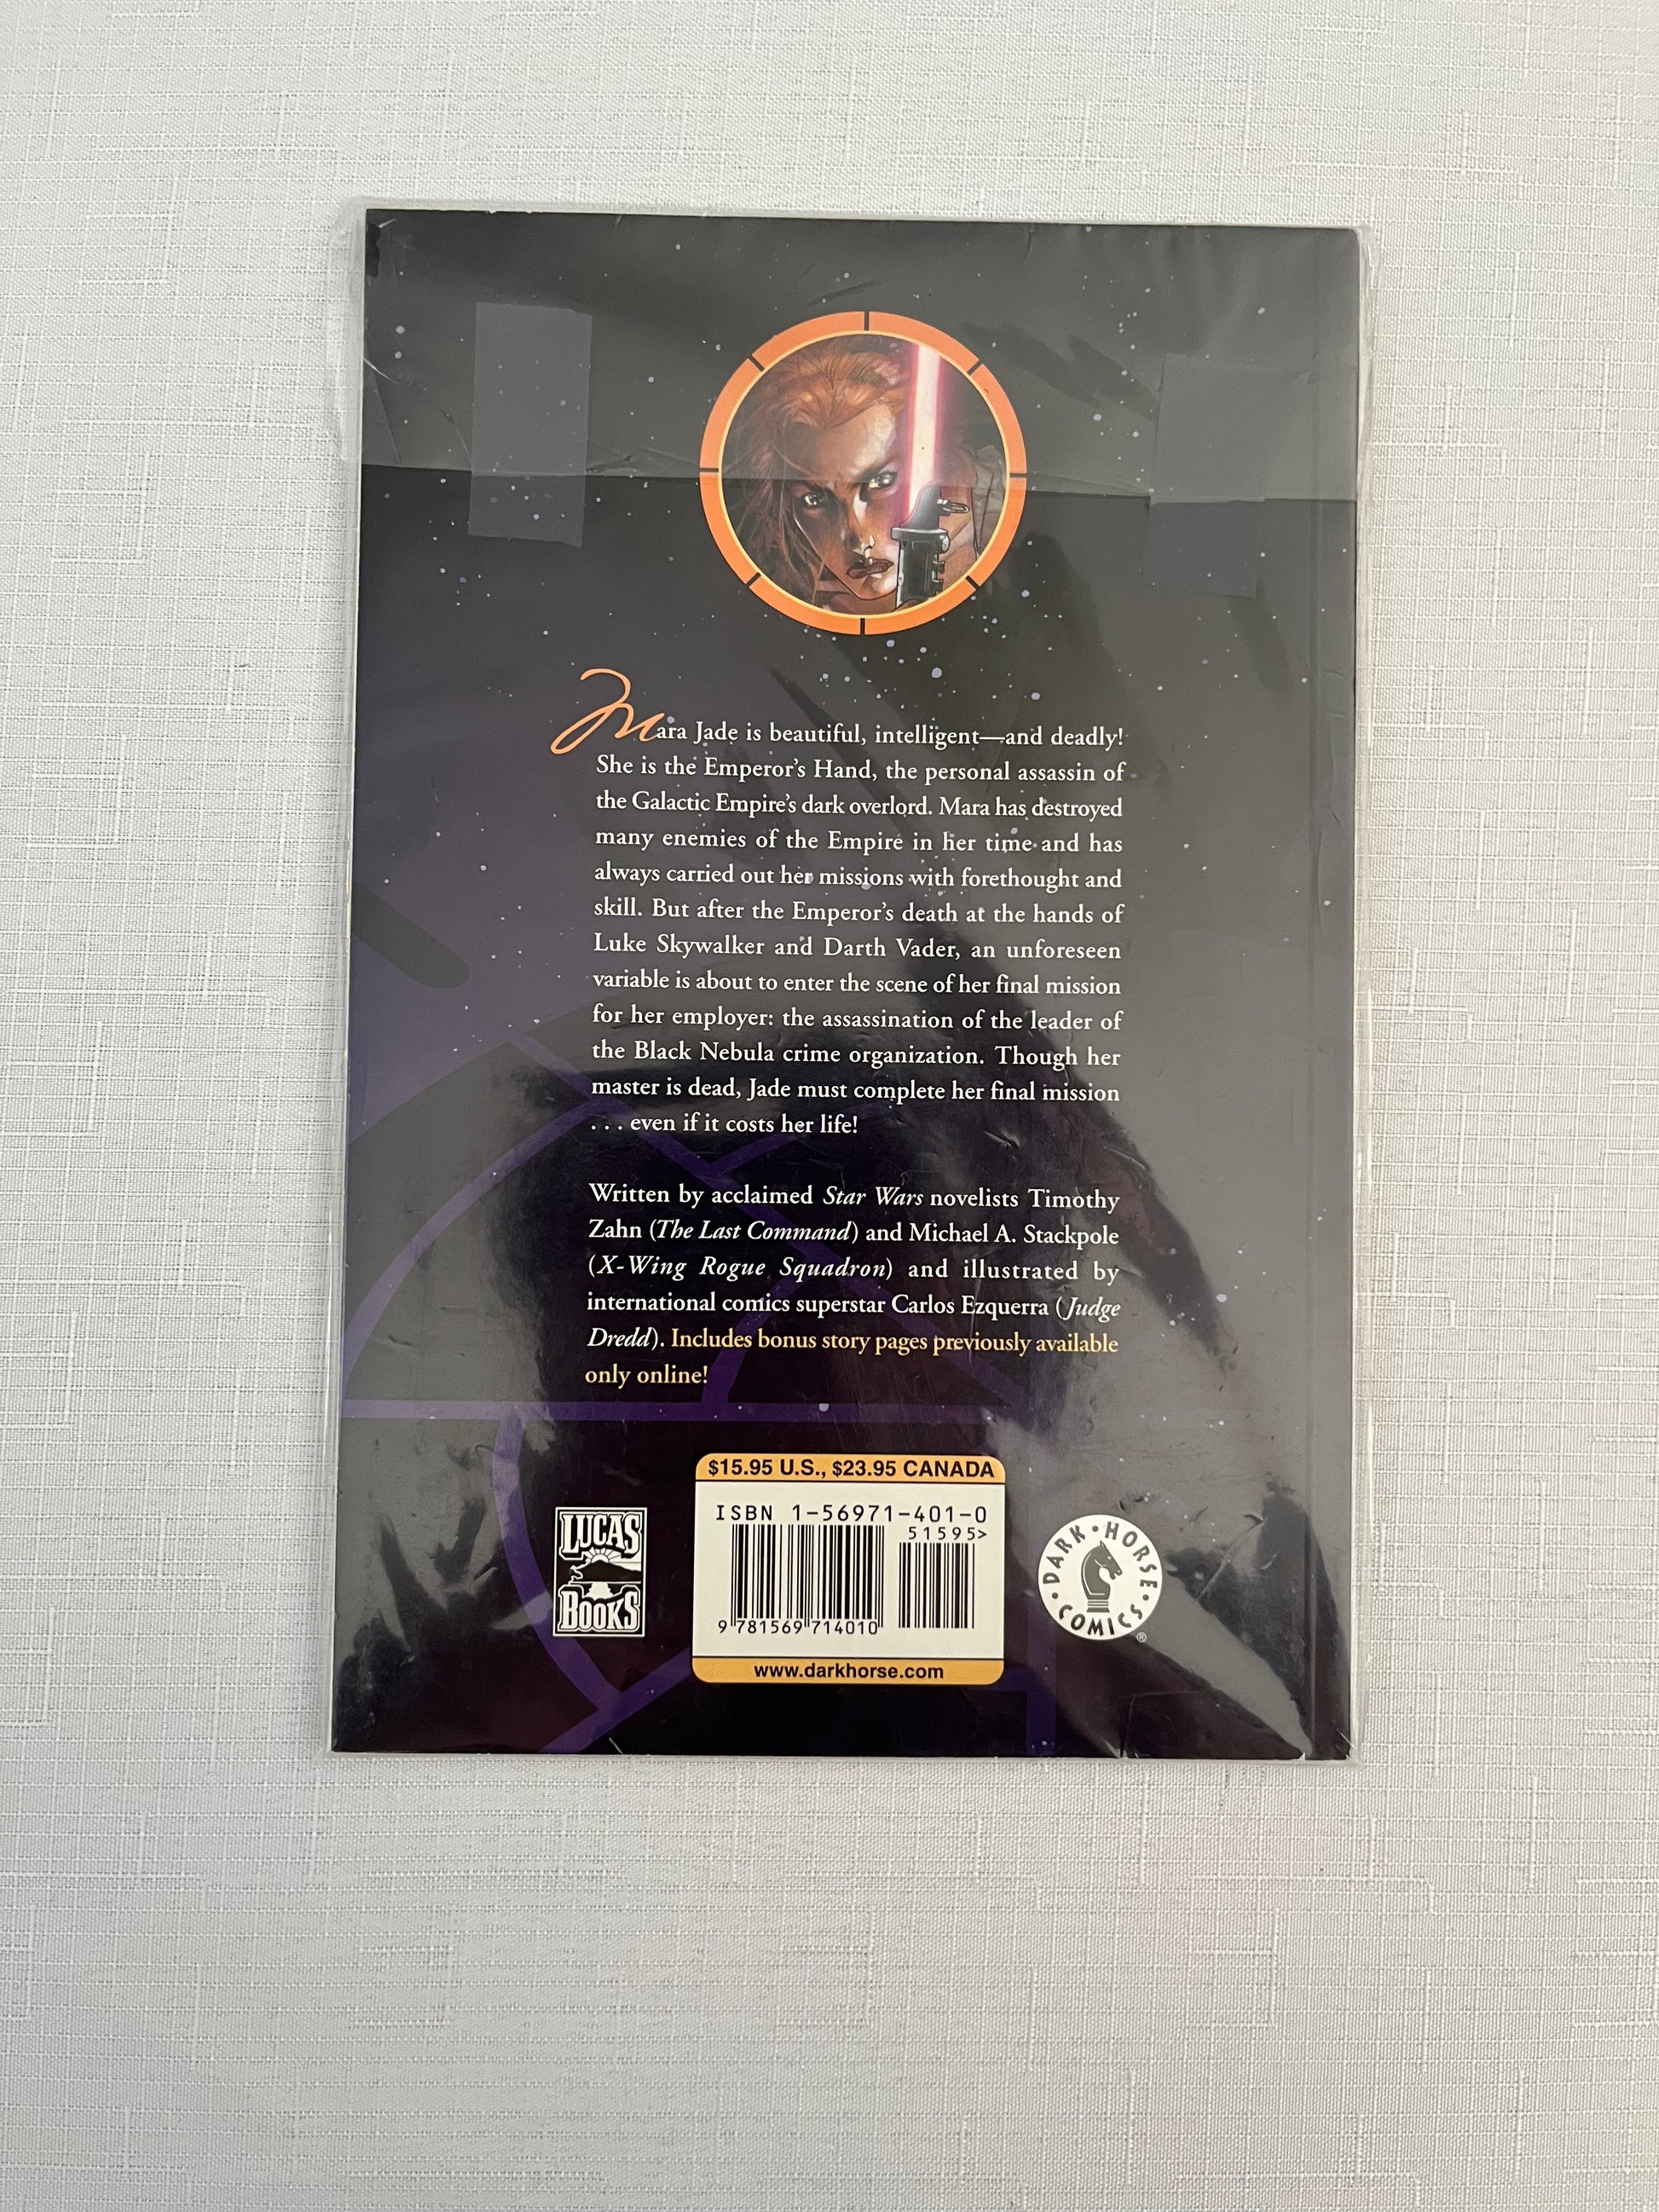 Mara Jade is beautiful, intelligent—and deadly!
She is the Emperor's Hand, the personal assassin of
the Galactic Empire's dark overlord. Mara has destroyed
many enemies of the Empire in her time and has
always carried out her missions with forethought and
skill. But after the Emperor's death at the hands of
Luke Skywalker and Darth Vader, an unforeseen
variable is about to enter the scene of her final mission
for her employer: the assassination of the leader of
the Black Nebula crime organization. Though her
master is dead, Jade must complete her final mission
. . . even if it costs her life!
Written by acclaimed Star Wars novelists Timothy
Zahn (The Last Command) and Michael A. Stackpole
(X-Wing Rogue Squadron) and illustrated by
international comics superstar Carlos Ezquerra (Judge
Dredd). Includes bonus story pages previously available
only online!
$15.95 U.S., $23.95 CANADA
ISBN 1-56971-401-0
51595>
9 781569 714010
www.darkhorse.com
LUCAS
BOOKS
DARK • HORSE • COMICS •
®